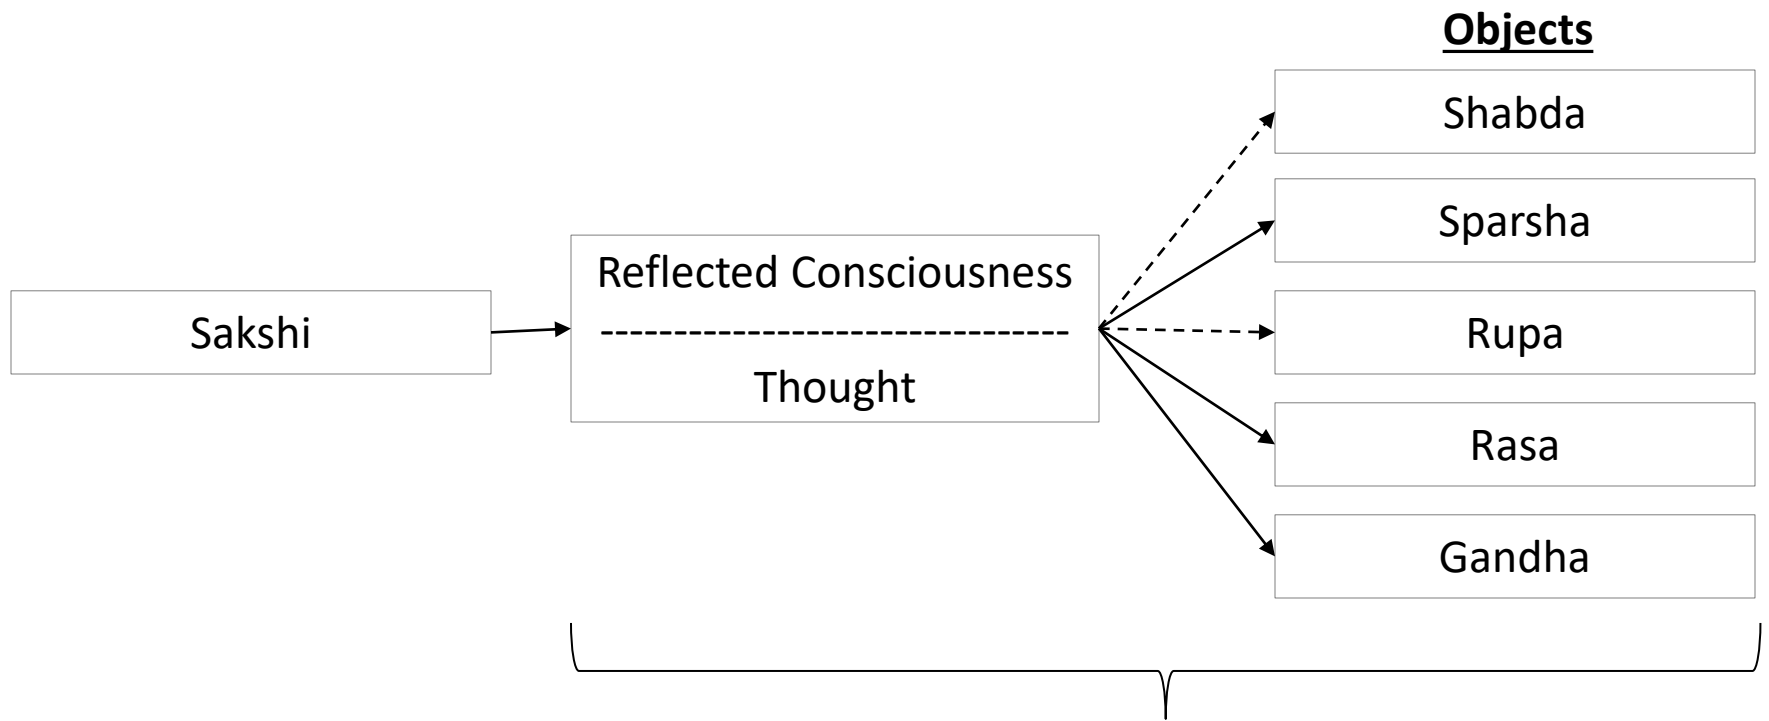 Objects
Shabda
Sparsha
Reflected Consciousness
Sakshi
Thought
Rupa
Rasa
Gandha